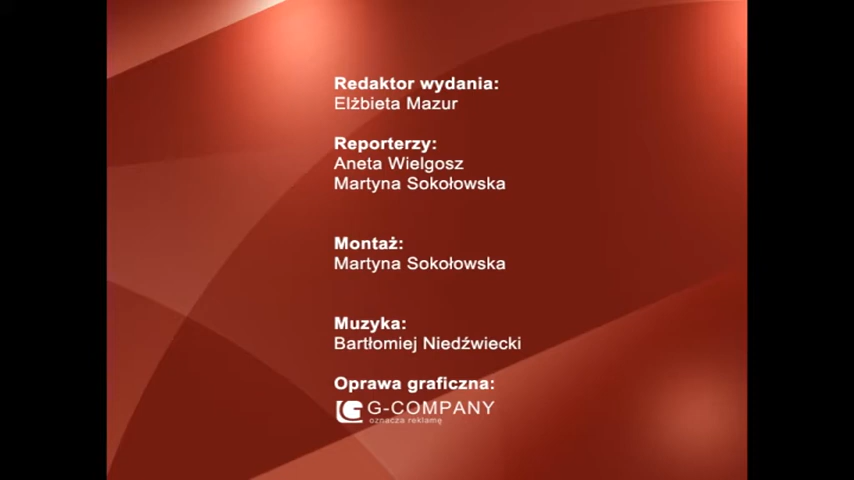 Redaktor wydania:
Elżbieta Mazur
Reporterzy:
Aneta Wielgosz
Martyna Sokołowska
Montaż:
Martyna Sokołowska
Muzyka:
Bartłomiej Niedźwiecki
Oprawa graficzna:
G-COMPANY
oznacza reklamę